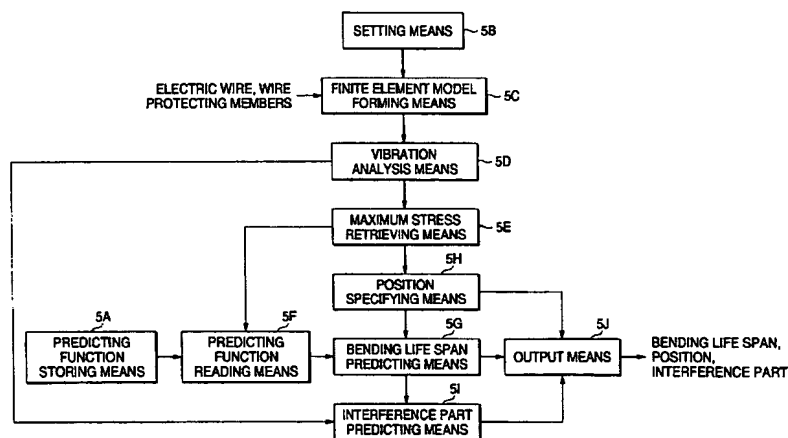 SETTING MEANS
5B
ELECTRIC WIRE, WIRE
PROTECTING MEMBERS
FINITE ELEMENT MODEL
FORMING MEANS
5C
VIBRATION
ANALYSIS MEANS
5D
MAXIMUM STRESS
RETRIEVING MEANS
5E
5H
POSITION
SPECIFYING MEANS
5A
PREDICTING
FUNCTION
STORING MEANS
5F
PREDICTING
FUNCTION
READING MEANS
5G
BENDING LIFE SPAN
PREDICTING MEANS
5J
OUTPUT MEANS
BENDING LIFE SPAN,
POSITION,
INTERFERENCE PART
5I
INTERFERENCE PART
PREDICTING MEANS